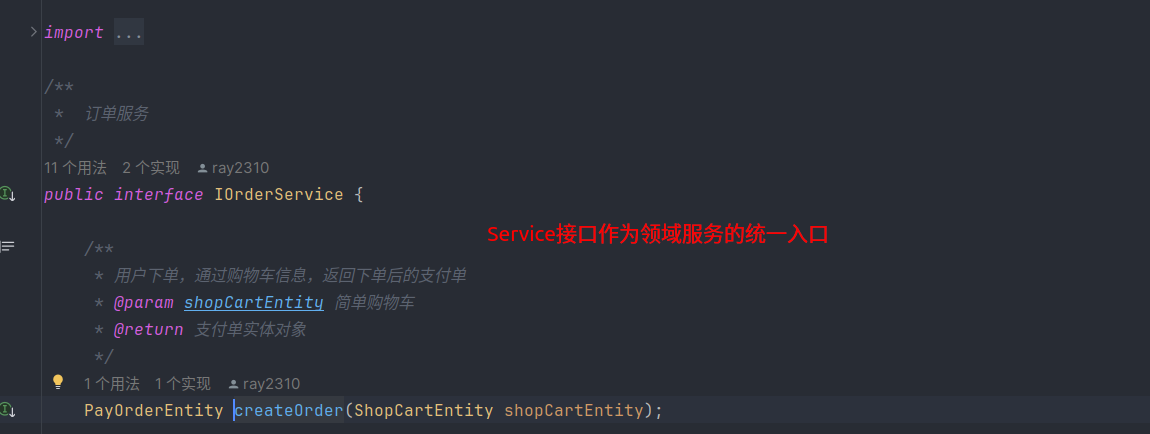 import ...
/**
* 订单服务
*/
11 个用法 2 个实现 ray2310
public interface IOrderService {
Service接口作为领域服务的统一入口
/**
* 用户下单，通过购物车信息，返回下单后的支付单
* @param shopCartEntity 简单购物车
* @return 支付单实体对象
*/
1 个用法 1 个实现 ray2310
PayOrderEntity createOrder(ShopCartEntity shopCartEntity);